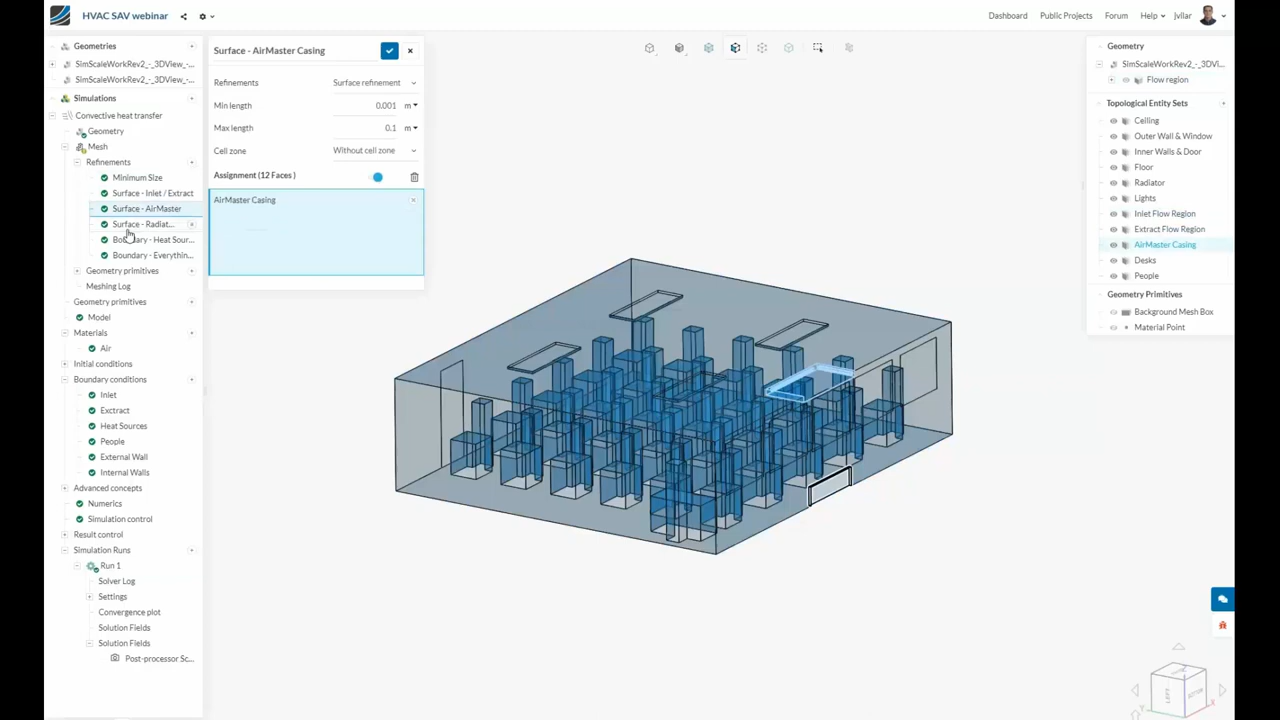 HVAC SAV webinar
Dashboard
Public Projects
Forum
Help
jvllar
Geometries
SimScaleWorkRev2_-_3DView_-...
SimScaleWorkRev2_-_3DView_-...
Simulations
Convective heat transfer
Geometry
Mesh
Refinements
Minimum Size
Surface - Inlet / Extract
Surface - AirMaster
Surface - Radiat...
Boundary - Heat Sour...
Boundary - Everythin...
Geometry primitives
Meshing Log
Geometry primitives
Model
Materials
Air
Initial conditions
Boundary conditions
Inlet
Exctract
Heat Sources
People
External Wall
Internal Walls
Advanced concepts
Numerics
Simulation control
Result control
Simulation Runs
Run 1
Solver Log
Settings
Convergence plot
Solution Fields
Solution Fields
Post-processor Sc...
Surface - AirMaster Casing
Refinements Surface refinement
Min length 0.001 m
Max length 0.1 m
Cell zone Without cell zone
Assignment (12 Faces )
AirMaster Casing
Geometry
SimScaleWorkRev2_-_3DVi...
Flow region
Topological Entity Sets
Ceiling
Outer Wall & Window
Inner Walls & Door
Floor
Radiator
Lights
Inlet Flow Region
Extract Flow Region
AirMaster Casing
Desks
People
Geometry Primitives
Background Mesh Box
Material Point
LEFT